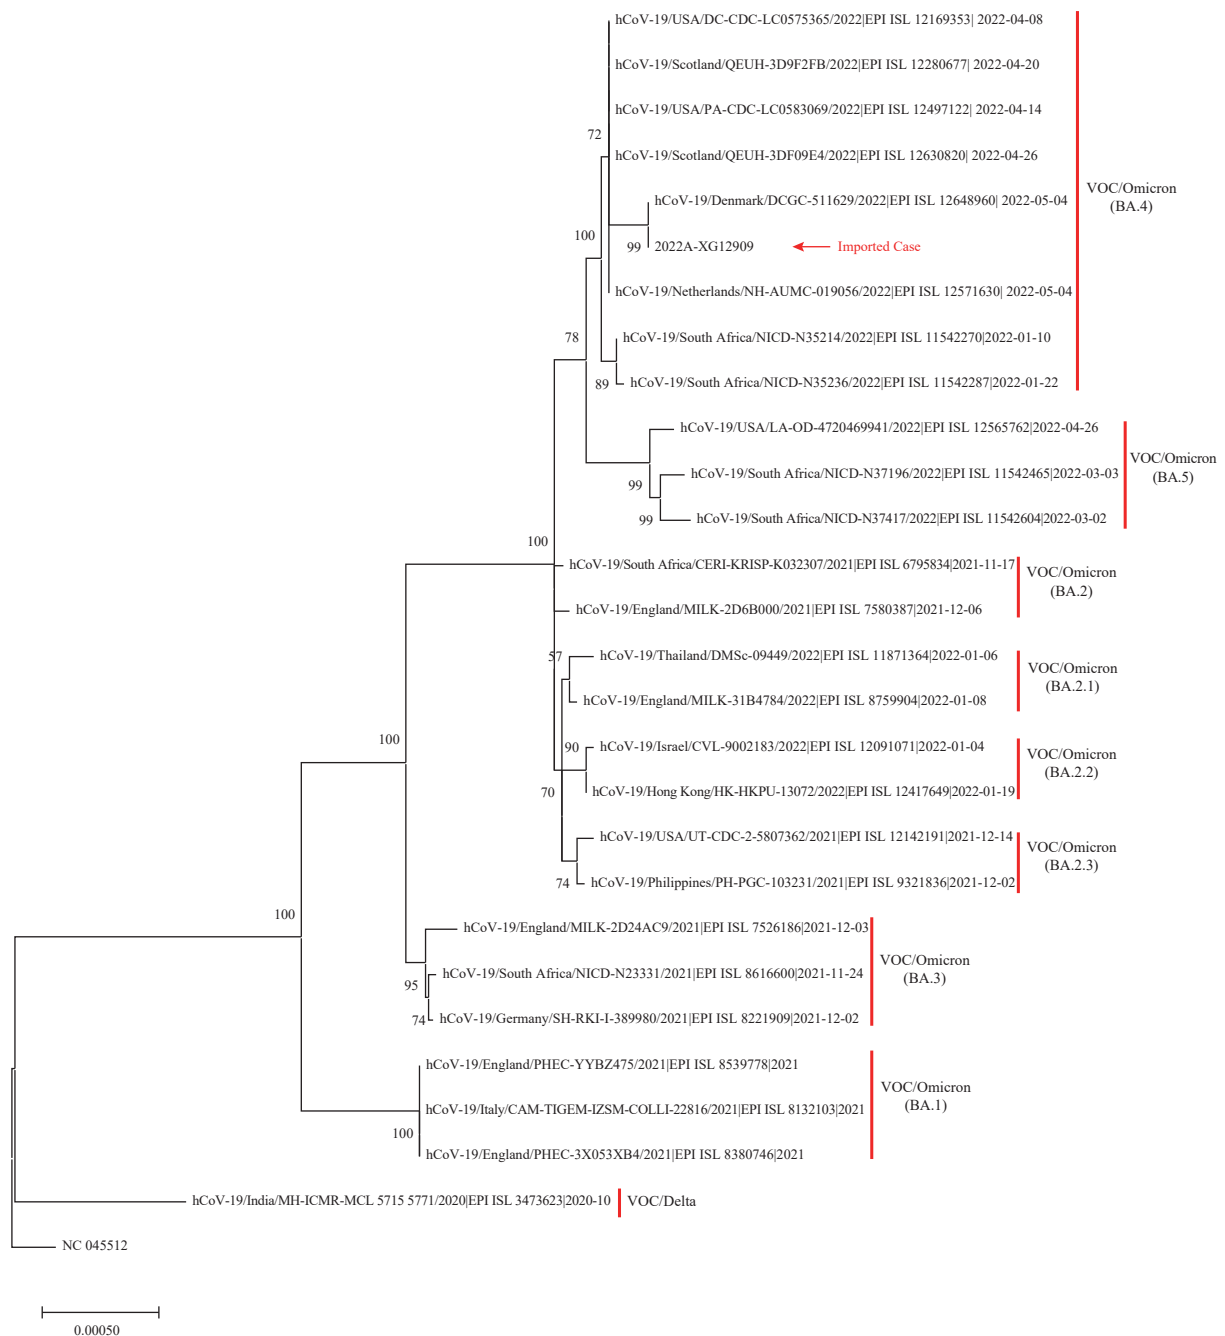 hCoV-19/USA/DC-CDC-LC0575365/2022|EPI ISL 12169353| 2022-04-08
hCoV-19/Scotland/QEUH-3D9F2FB/2022|EPI ISL 12280677| 2022-04-20
hCoV-19/USA/PA-CDC-LC0583069/2022|EPI ISL 12497122| 2022-04-14
72
hCoV-19/Scotland/QEUH-3DF09E4/2022|EPI ISL 12630820| 2022-04-26
VOC/Omicron
(BA.4)
hCoV-19/Denmark/DCGC-511629/2022|EPI ISL 12648960| 2022-05-04
100
99
2022A-XG12909
Imported Case
hCoV-19/Netherlands/NH-AUMC-019056/2022|EPI ISL 12571630| 2022-05-04
78
hCoV-19/South Africa/NICD-N35214/2022|EPI ISL 11542270|2022-01-10
89
hCoV-19/South Africa/NICD-N35236/2022|EPI ISL 11542287|2022-01-22
hCoV-19/USA/LA-OD-4720469941/2022|EPI ISL 12565762|2022-04-26
VOC/Omicron
(BA.5)
hCoV-19/South Africa/NICD-N37196/2022|EPI ISL 11542465|2022-03-03
99
99
hCoV-19/South Africa/NICD-N37417/2022|EPI ISL 11542604|2022-03-02
100
hCoV-19/South Africa/CERI-KRISP-K032307/2021|EPI ISL 6795834|2021-11-17
VOC/Omicron
(BA.2)
hCoV-19/England/MILK-2D6B000/2021|EPI ISL 7580387|2021-12-06
57
hCoV-19/Thailand/DMSc-09449/2022|EPI ISL 11871364|2022-01-06
VOC/Omicron
(BA.2.1)
hCoV-19/England/MILK-31B4784/2022|EPI ISL 8759904|2022-01-08
100
90
hCoV-19/Israel/CVL-9002183/2022|EPI ISL 12091071|2022-01-04
VOC/Omicron
(BA.2.2)
70
hCoV-19/Hong Kong/HK-HKPU-13072/2022|EPI ISL 12417649|2022-01-19
hCoV-19/USA/UT-CDC-2-5807362/2021|EPI ISL 12142191|2021-12-14
VOC/Omicron
(BA.2.3)
74
hCoV-19/Philippines/PH-PGC-103231/2021|EPI ISL 9321836|2021-12-02
100
hCoV-19/England/MILK-2D24AC9/2021|EPI ISL 7526186|2021-12-03
VOC/Omicron
(BA.3)
hCoV-19/South Africa/NICD-N23331/2021|EPI ISL 8616600|2021-11-24
95
74
hCoV-19/Germany/SH-RKI-I-389980/2021|EPI ISL 8221909|2021-12-02
hCoV-19/England/PHEC-YYBZ475/2021|EPI ISL 8539778|2021
VOC/Omicron
(BA.1)
hCoV-19/Italy/CAM-TIGEM-IZSM-COLLI-22816/2021|EPI ISL 8132103|2021
100
hCoV-19/England/PHEC-3X053XB4/2021|EPI ISL 8380746|2021
hCoV-19/India/MH-ICMR-MCL 5715 5771/2020|EPI ISL 3473623|2020-10
VOC/Delta
NC 045512
0.00050